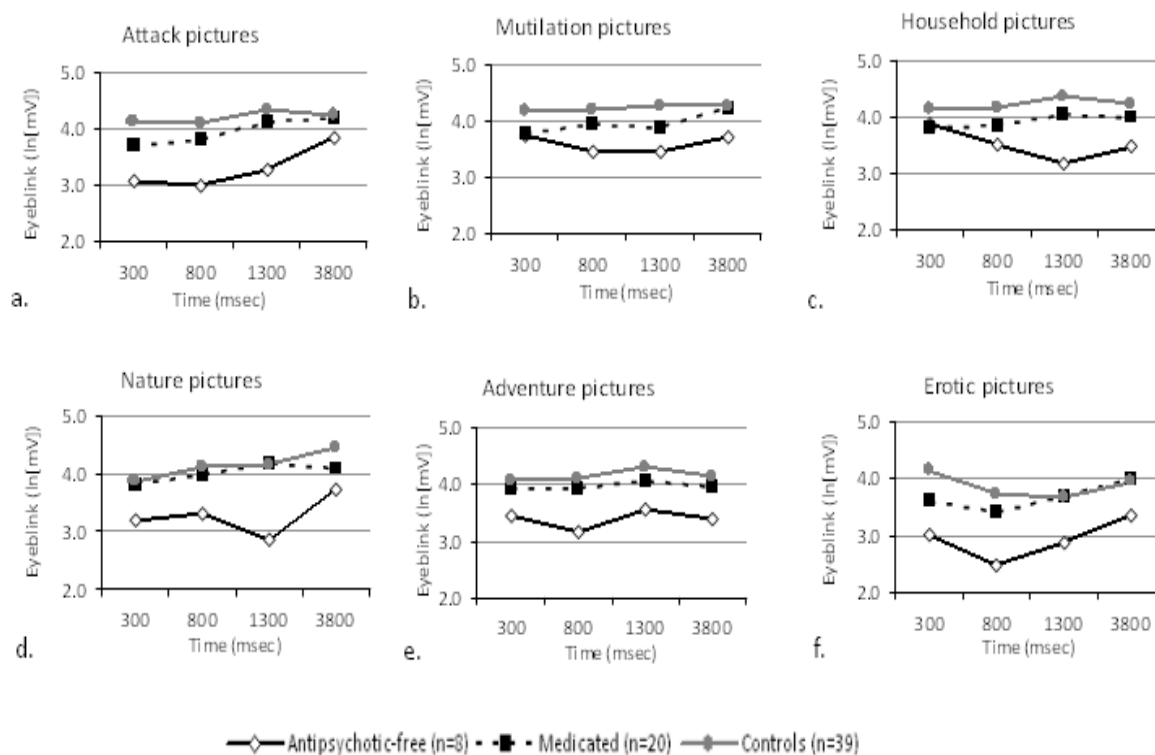 Attack pictures
5.0
4.0
3.0
2.0
Eyeblink (ln[mV])
300 800 1300 3800
Time (msec)
a.
Mutilation pictures
5.0
4.0
3.0
2.0
Eyeblink (ln[mV])
300 800 1300 3800
Time (msec)
b.
Household pictures
5.0
4.0
3.0
2.0
Eyeblink (ln[mV])
300 800 1300 3800
Time (msec)
c.
Nature pictures
5.0
4.0
3.0
2.0
Eyeblink (ln[mV])
300 800 1300 3800
Time (msec)
d.
Adventure pictures
5.0
4.0
3.0
2.0
Eyeblink (ln[mV])
300 800 1300 3800
Time (msec)
e.
Erotic pictures
5.0
4.0
3.0
2.0
Eyeblink (ln[mV])
300 800 1300 3800
Time (msec)
f.
Antipsychotic-free (n=8) Medicated (n=20) Controls (n=39)